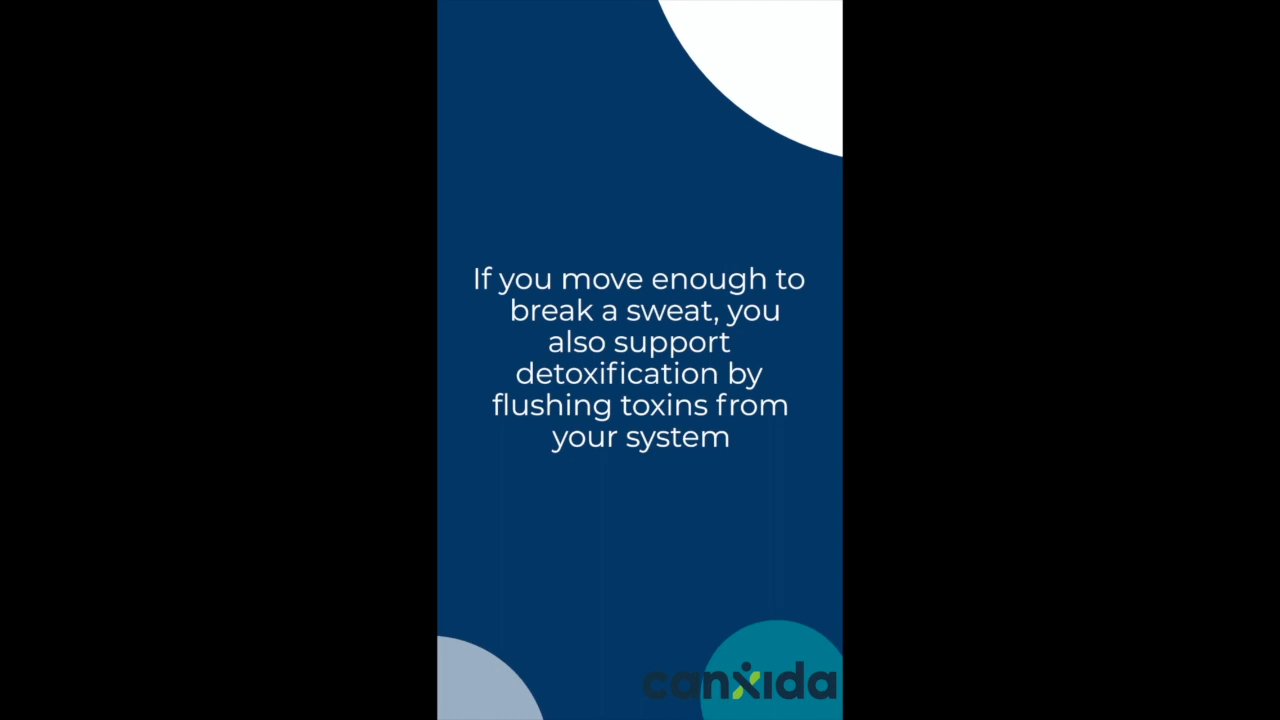 If you move enough to
break a sweat, you
also support
detoxification by
flushing toxins from
your system
canxida